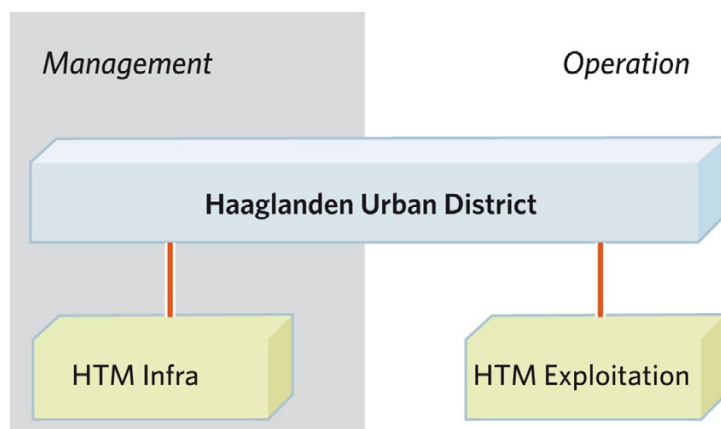 Management
Operation
Haaglanden Urban District
HTM Infra
HTM Exploitation